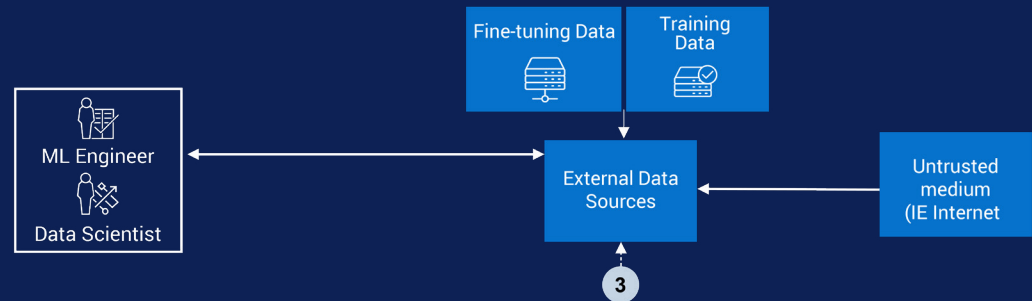 Fine-tuning Data
Training
Data
ML Engineer
Data Scientist
External Data
Sources
Untrusted
medium
(IE Internet
3